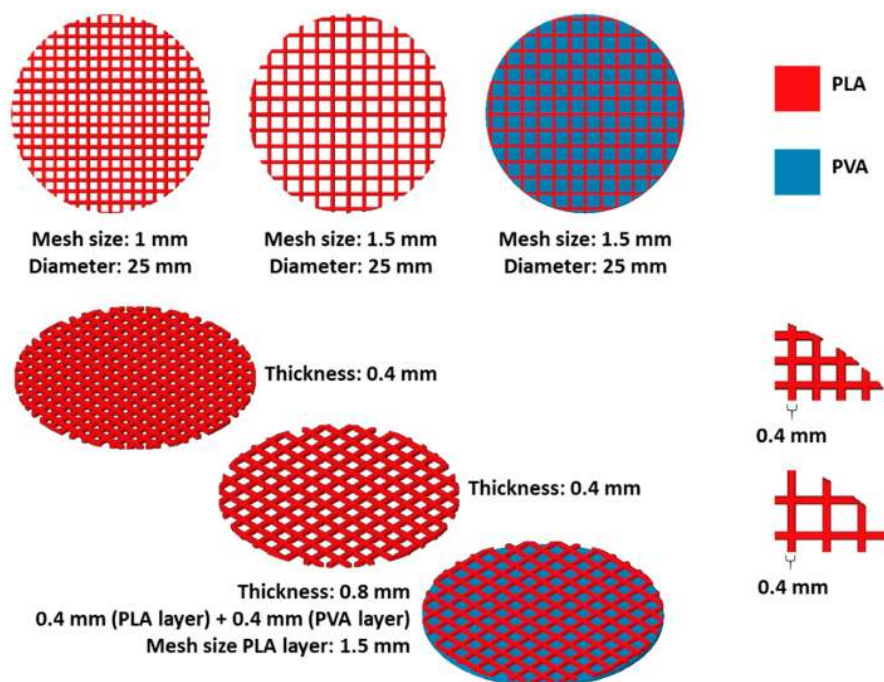 PLA
PVA
Mesh size: 1 mm
Diameter: 25 mm
Mesh size: 1.5 mm
Diameter: 25 mm
Mesh size: 1.5 mm
Diameter: 25 mm
Thickness: 0.4 mm
0.4 mm
Thickness: 0.4 mm
0.4 mm
Thickness: 0.8 mm
0.4 mm (PLA layer) + 0.4 mm (PVA layer)
Mesh size PLA layer: 1.5 mm